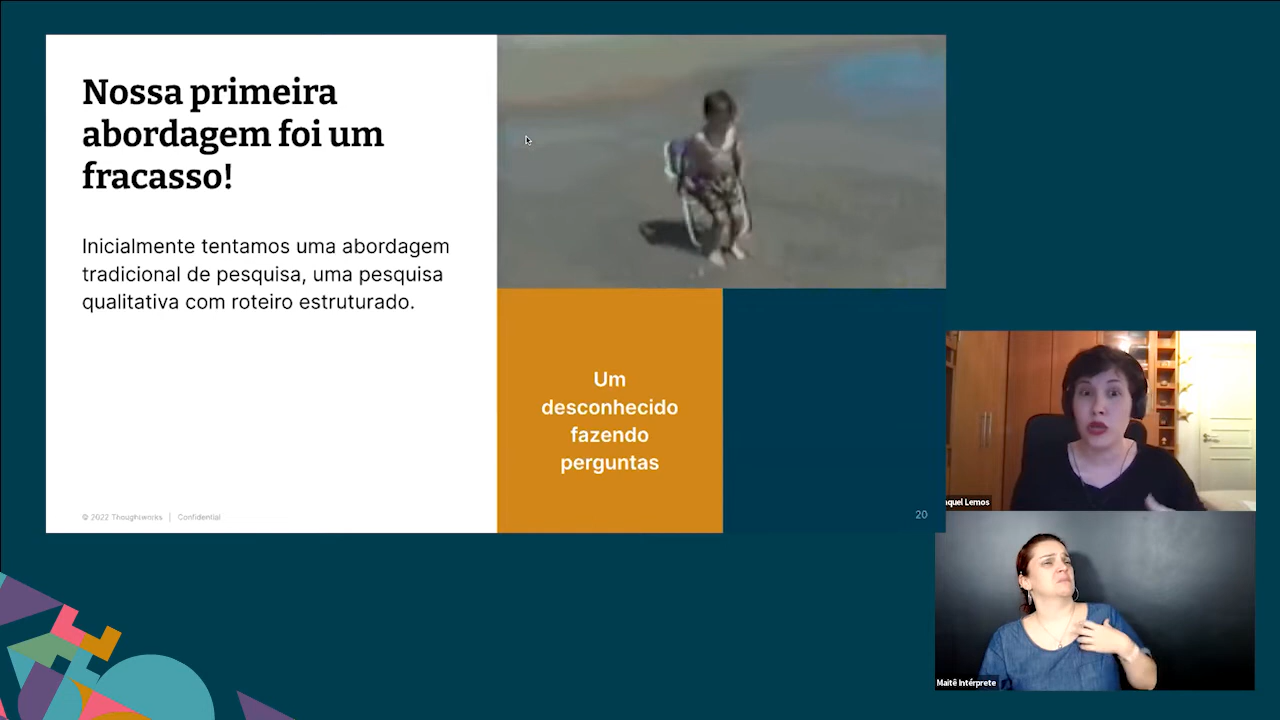 Nossa primeira
abordagem foi um
fracasso!
Inicialmente tentamos uma abordagem
tradicional de pesquisa, uma pesquisa
qualitativa com roteiro estruturado.
Um
desconhecido
fazendo
perguntas
© 2022 Thoughtworks | Confidential
20
aquel Lemos
Maitê Intérprete